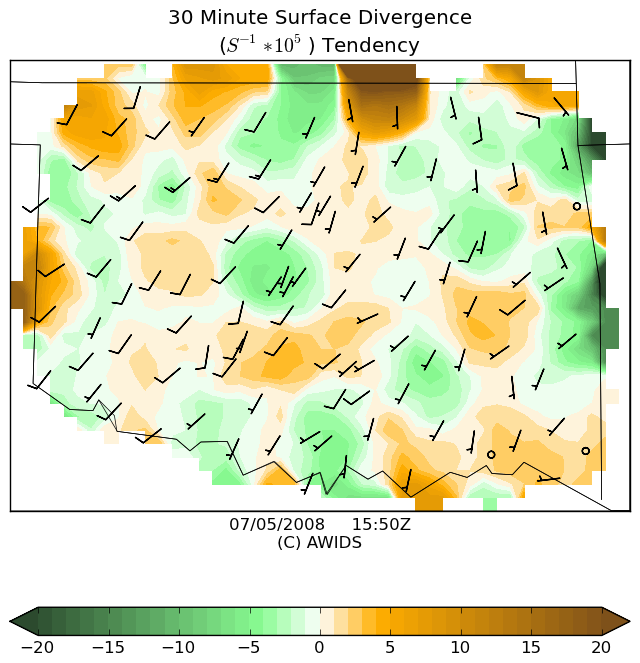 30 Minute Surface Divergence
(S⁻¹ *10⁵ ) Tendency
07/05/2008 15:50Z
(C) AWIDS
−20 −15 −10 −5 0 5 10 15 20